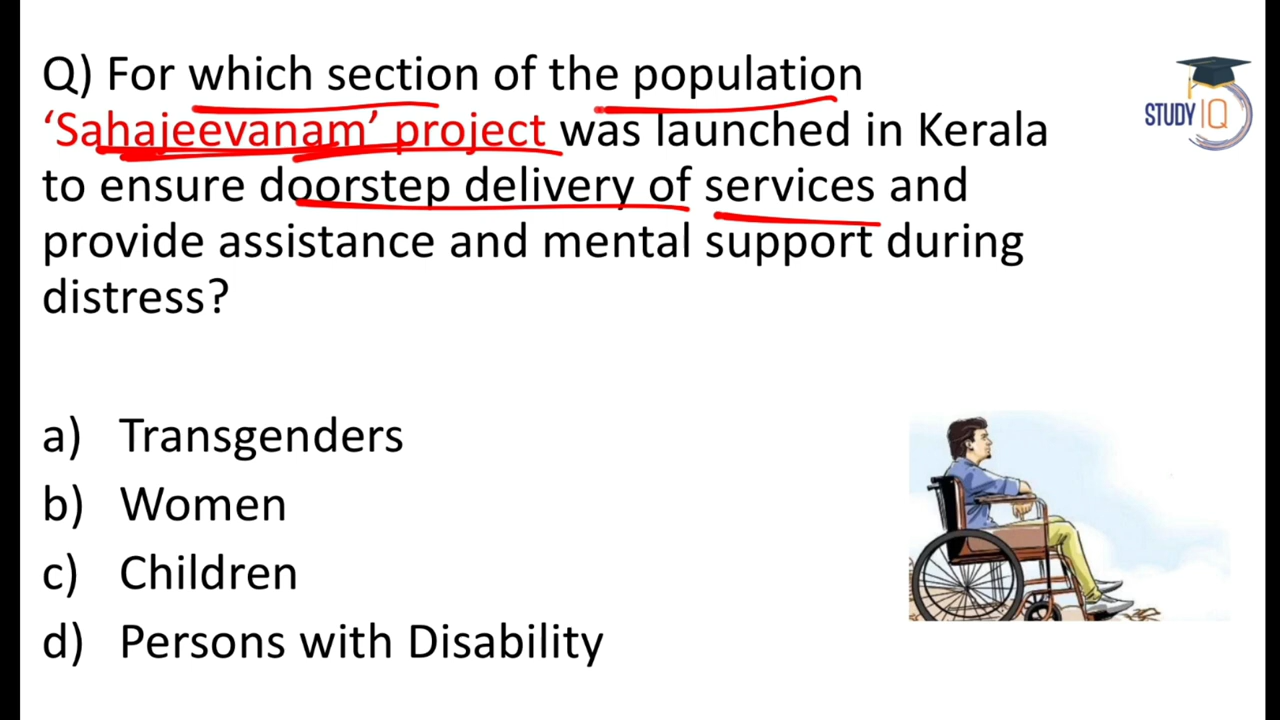 Q) For which section of the population
‘Sahajeevanam’ project was launched in Kerala
to ensure doorstep delivery of services and
provide assistance and mental support during
distress?
STUDY IQ
a) Transgenders
b) Women
c) Children
d) Persons with Disability